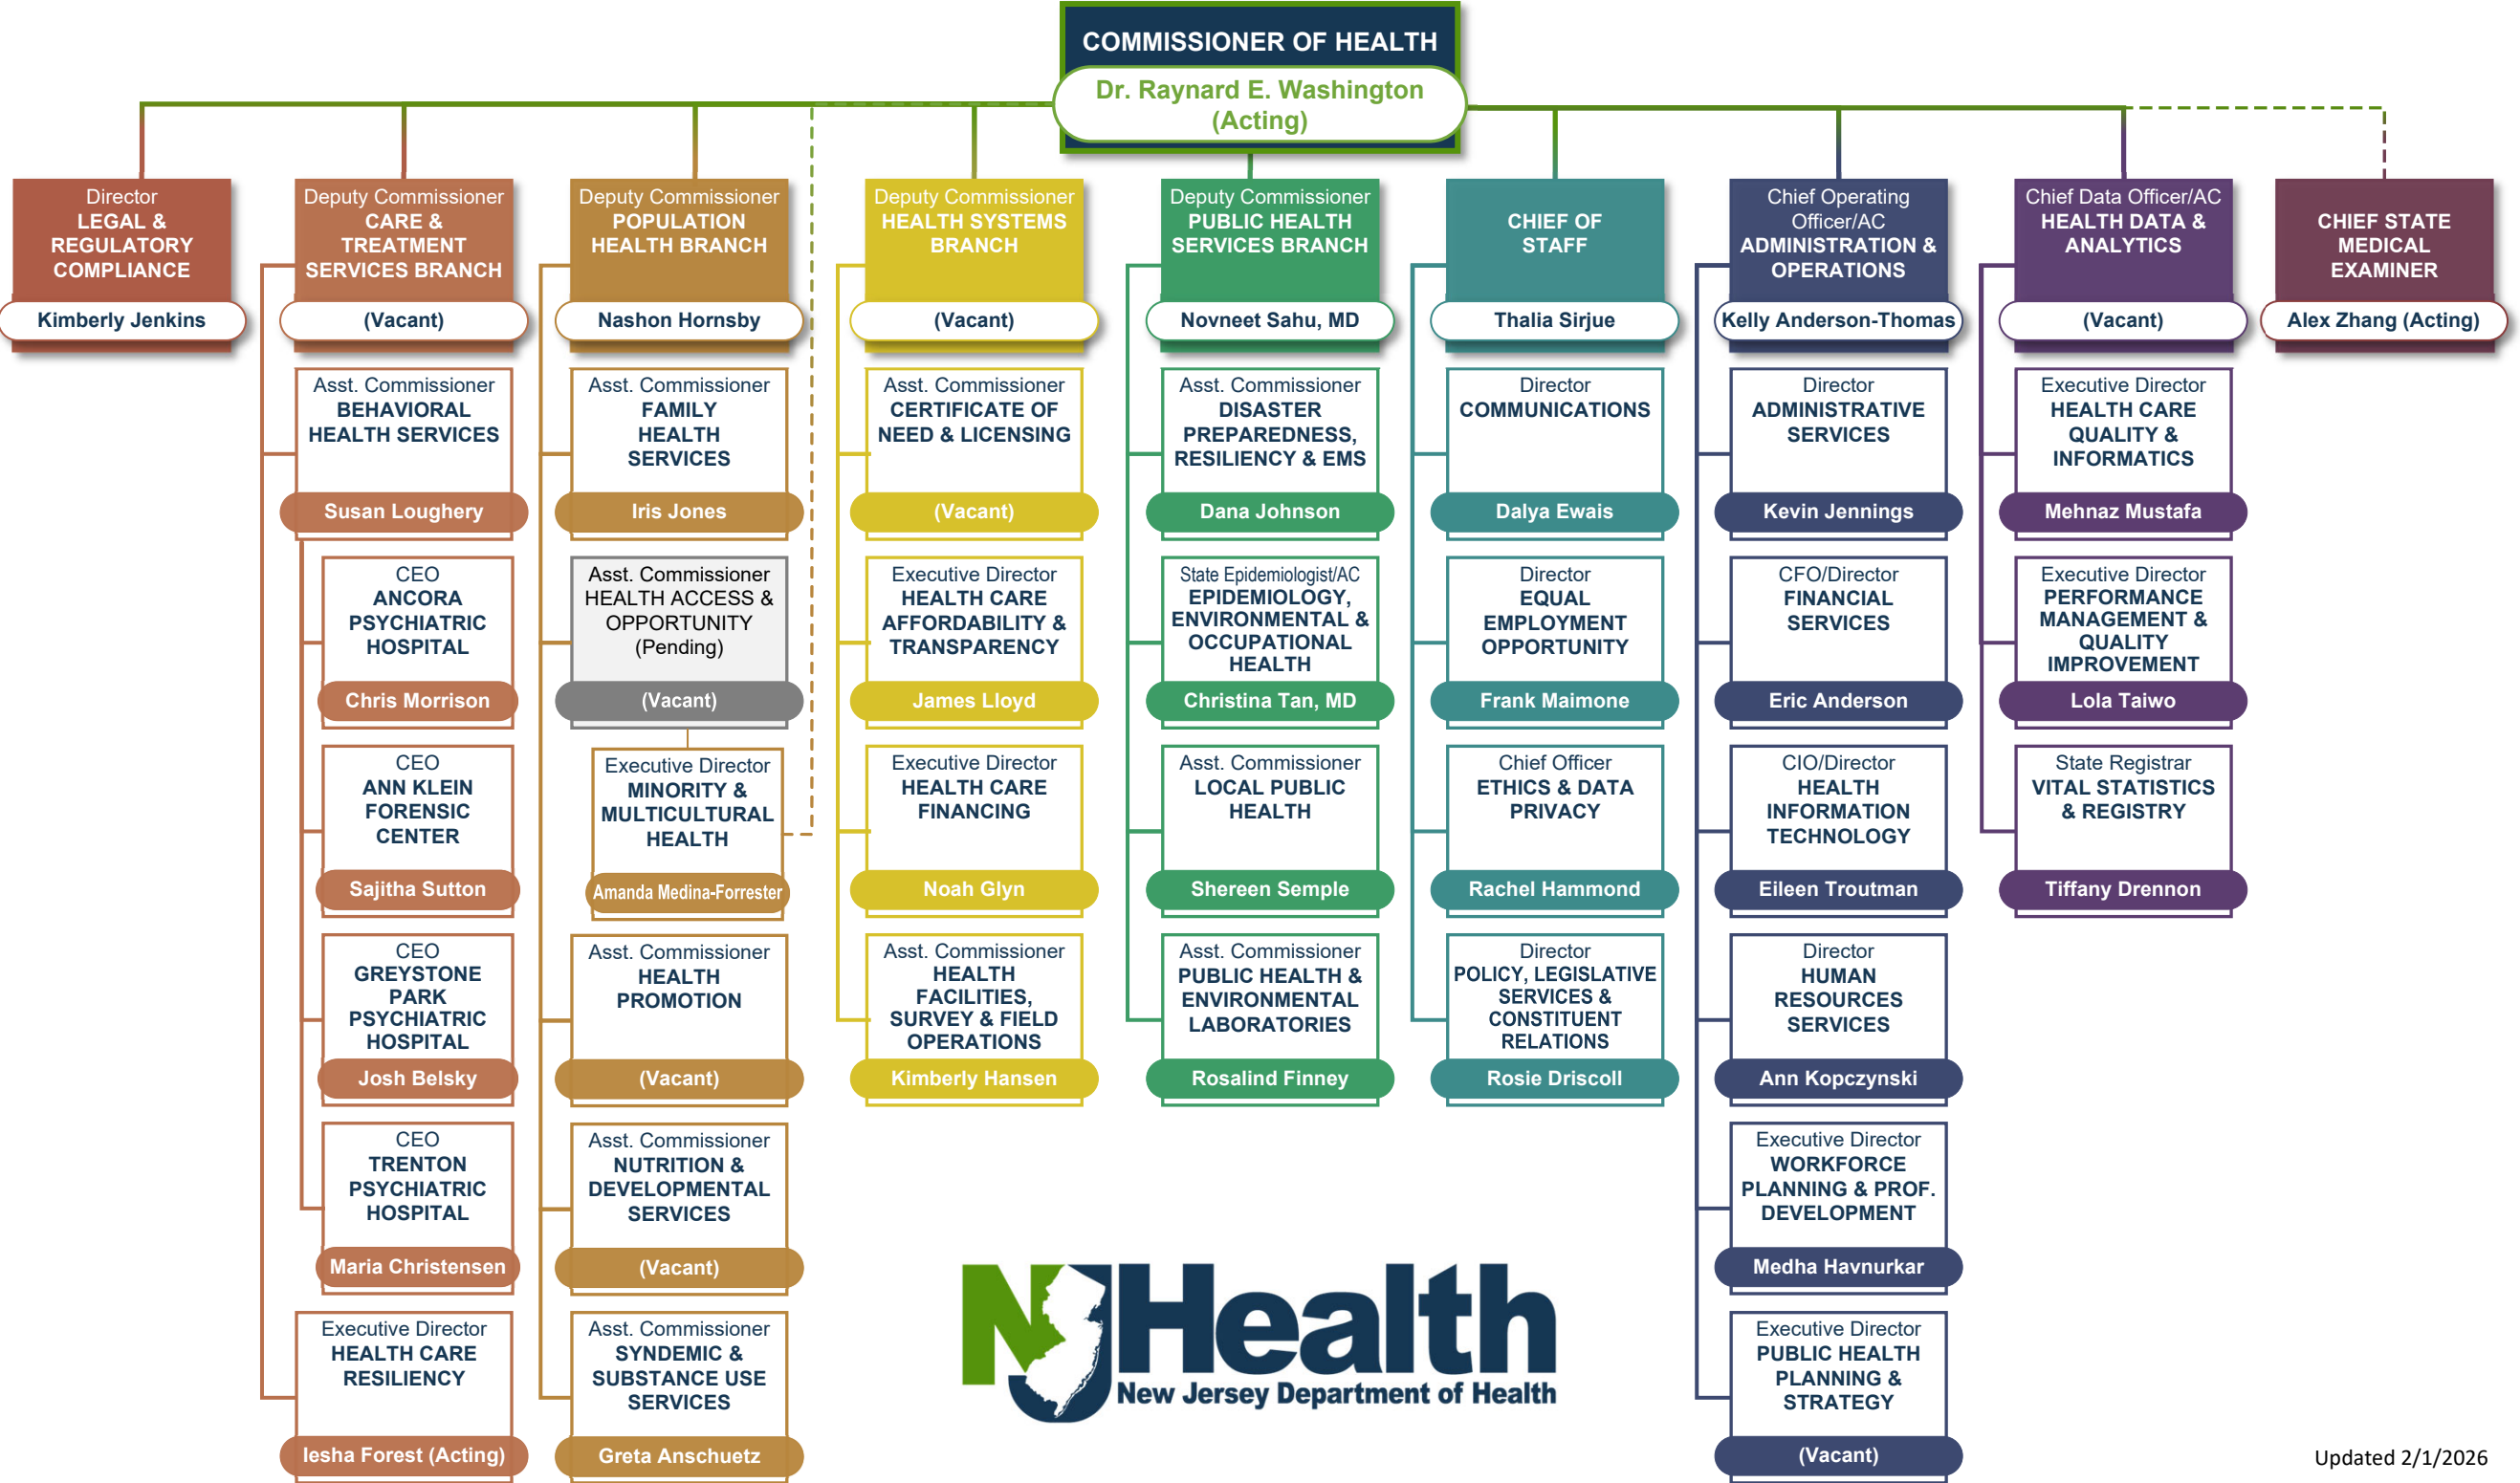 COMMISSIONER OF HEALTH
Dr. Raynard E. Washington
(Acting)
Director
LEGAL &
REGULATORY
COMPLIANCE
Kimberly Jenkins
Deputy Commissioner
CARE &
TREATMENT
SERVICES BRANCH
(Vacant)
Asst. Commissioner
BEHAVIORAL
HEALTH SERVICES
Susan Loughery
CEO
ANCORA
PSYCHIATRIC
HOSPITAL
Chris Morrison
CEO
ANN KLEIN
FORENSIC
CENTER
Sajitha Sutton
CEO
GREYSTONE
PARK
PSYCHIATRIC
HOSPITAL
Josh Belsky
CEO
TRENTON
PSYCHIATRIC
HOSPITAL
Maria Christensen
Executive Director
HEALTH CARE
RESILIENCY
Iesha Forest (Acting)
Deputy Commissioner
POPULATION
HEALTH BRANCH
Nashon Hornsby
Asst. Commissioner
FAMILY
HEALTH
SERVICES
Iris Jones
Asst. Commissioner
HEALTH ACCESS &
OPPORTUNITY
(Pending)
(Vacant)
Executive Director
MINORITY &
MULTICULTURAL
HEALTH
Amanda Medina-Forrester
Asst. Commissioner
HEALTH
PROMOTION
(Vacant)
Asst. Commissioner
NUTRITION &
DEVELOPMENTAL
SERVICES
(Vacant)
Asst. Commissioner
SYNDEMIC &
SUBSTANCE USE
SERVICES
Greta Anschuetz
Deputy Commissioner
HEALTH SYSTEMS
BRANCH
(Vacant)
Asst. Commissioner
CERTIFICATE OF
NEED & LICENSING
(Vacant)
Executive Director
HEALTH CARE
AFFORDABILITY &
TRANSPARENCY
James Lloyd
Executive Director
HEALTH CARE
FINANCING
Noah Glyn
Asst. Commissioner
HEALTH
FACILITIES,
SURVEY & FIELD
OPERATIONS
Kimberly Hansen
Deputy Commissioner
PUBLIC HEALTH
SERVICES BRANCH
Novneet Sahu, MD
Asst. Commissioner
DISASTER
PREPAREDNESS,
RESILIENCY & EMS
Dana Johnson
State Epidemiologist/AC
EPIDEMIOLOGY,
ENVIRONMENTAL &
OCCUPATIONAL
HEALTH
Christina Tan, MD
Asst. Commissioner
LOCAL PUBLIC
HEALTH
Shereen Semple
Asst. Commissioner
PUBLIC HEALTH &
ENVIRONMENTAL
LABORATORIES
Rosalind Finney
CHIEF OF
STAFF
Thalia Sirjue
Director
COMMUNICATIONS
Dalya Ewais
Director
EQUAL
EMPLOYMENT
OPPORTUNITY
Frank Maimone
Chief Officer
ETHICS & DATA
PRIVACY
Rachel Hammond
Director
POLICY, LEGISLATIVE
SERVICES &
CONSTITUENT
RELATIONS
Rosie Driscoll
Chief Operating
Officer/AC
ADMINISTRATION &
OPERATIONS
Kelly Anderson-Thomas
Director
ADMINISTRATIVE
SERVICES
Kevin Jennings
CFO/Director
FINANCIAL
SERVICES
Eric Anderson
CIO/Director
HEALTH
INFORMATION
TECHNOLOGY
Eileen Troutman
Director
HUMAN
RESOURCES
SERVICES
Ann Kopczynski
Executive Director
WORKFORCE
PLANNING & PROF.
DEVELOPMENT
Medha Havnurkar
Executive Director
PUBLIC HEALTH
PLANNING &
STRATEGY
(Vacant)
Chief Data Officer/AC
HEALTH DATA &
ANALYTICS
(Vacant)
Executive Director
HEALTH CARE
QUALITY &
INFORMATICS
Mehnaz Mustafa
Executive Director
PERFORMANCE
MANAGEMENT &
QUALITY
IMPROVEMENT
Lola Taiwo
State Registrar
VITAL STATISTICS
& REGISTRY
Tiffany Drennon
CHIEF STATE
MEDICAL
EXAMINER
Alex Zhang (Acting)
NJ Health
New Jersey Department of Health
Updated 2/1/2026